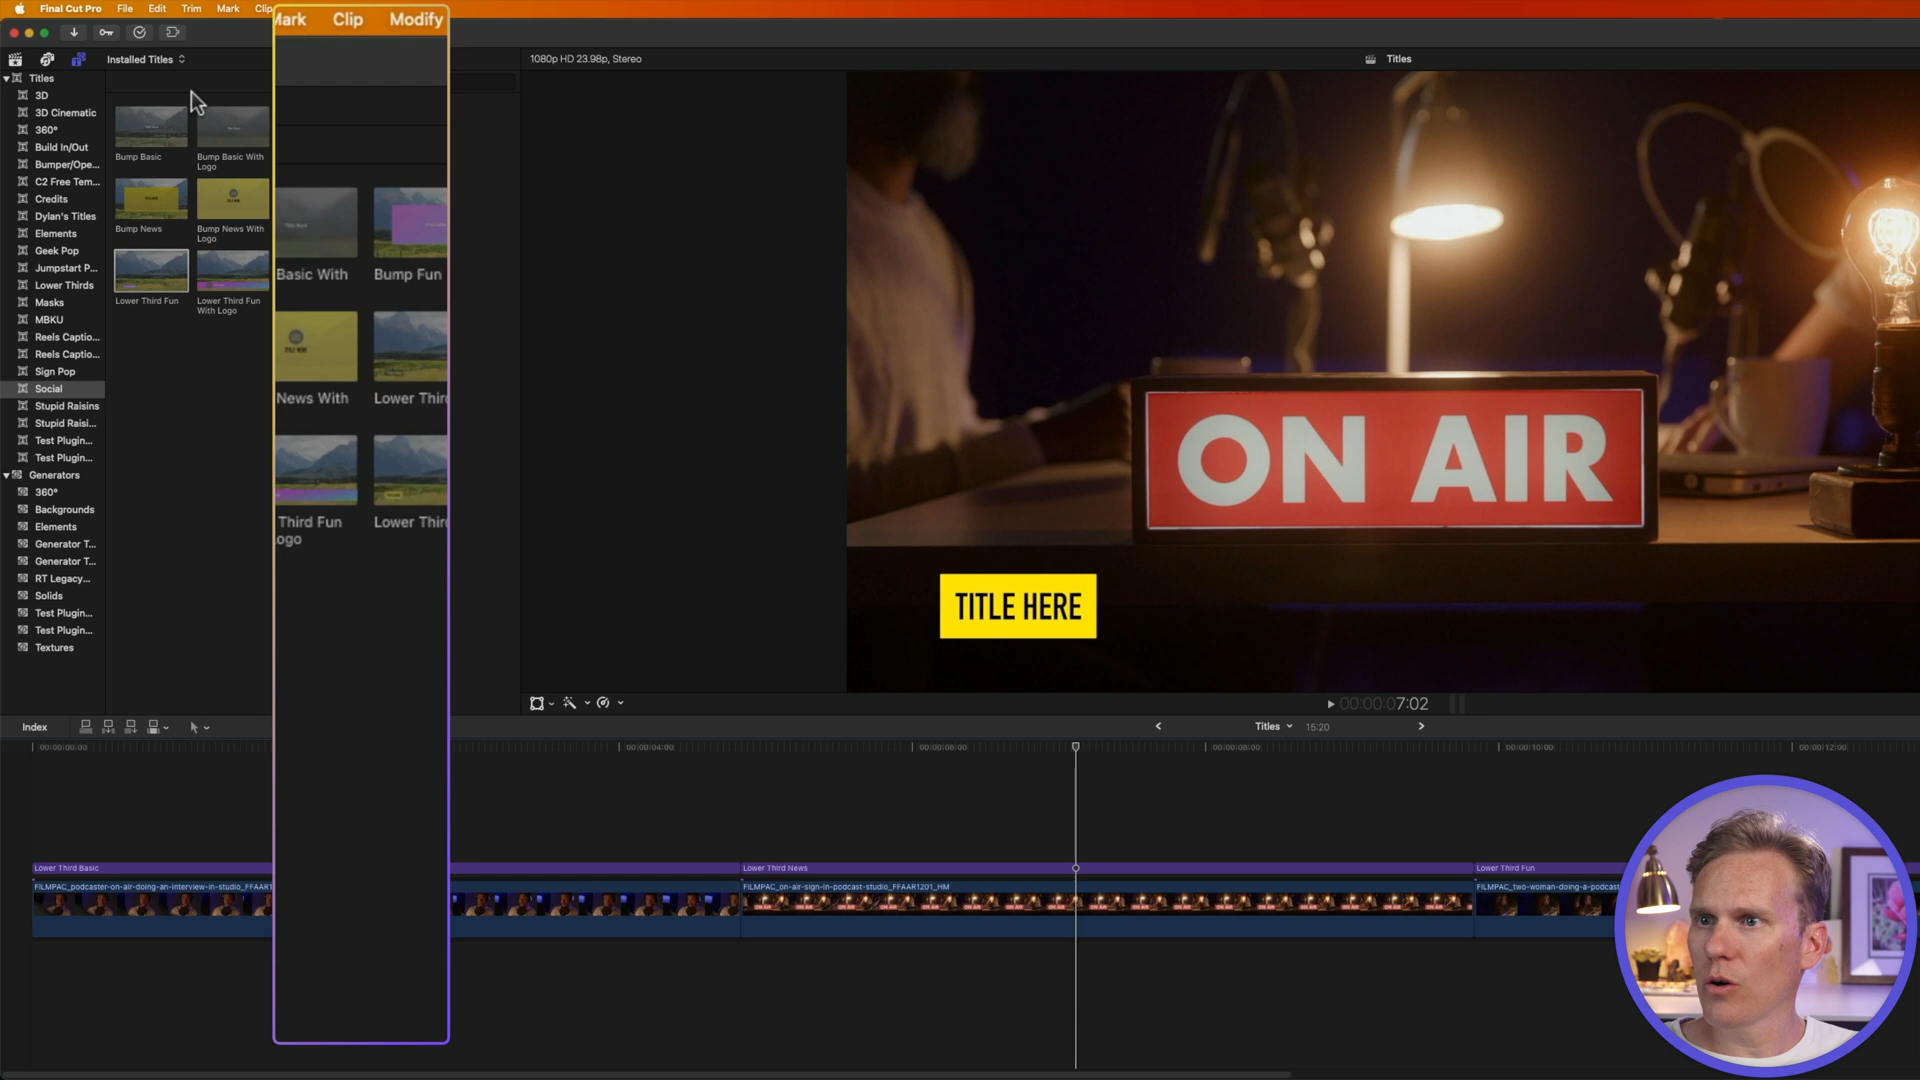 Final Cut Pro File Edit Trim Mark Clip
Mark Clip Modify
Installed Titles
1080p HD 23.98p, Stereo
Titles
Titles
3D
3D Cinematic
360°
Build In/Out
Bumper/Ope...
C2 Free Tem...
Credits
Dylan's Titles
Elements
Geek Pop
Jumpstart P...
Lower Thirds
Masks
MBKU
Reels Captio...
Reels Captio...
Sign Pop
Social
Stupid Raisins
Stupid Raisi...
Test Plugin...
Test Plugin...
Generators
360°
Backgrounds
Elements
Generator T...
Generator T...
RT Legacy...
Solids
Test Plugin...
Test Plugin...
Textures
Bump Basic
Bump Basic With
Logo
Bump News
Bump News With
Logo
Lower Third Fun
Lower Third Fun
With Logo
Basic With
Bump Fun
News With
Lower Thir
Third Fun
ogo
Lower Thir
ON AIR
TITLE HERE
00:00:07:02
Index
Titles
15:20
00:00:00:00
00:00:04:00
00:00:06:00
00:00:08:00
00:00:10:00
00:00:12:00
Lower Third Basic
Lower Third News
Lower Third Fun
FILMPAC_podcaster-on-air-doing-an-interview-in-studio_FFAAR1
FILMPAC_on-air-sign-in-podcast-studio_FFAAR1201_HM
FILMPAC_two-woman-doing-a-podcast